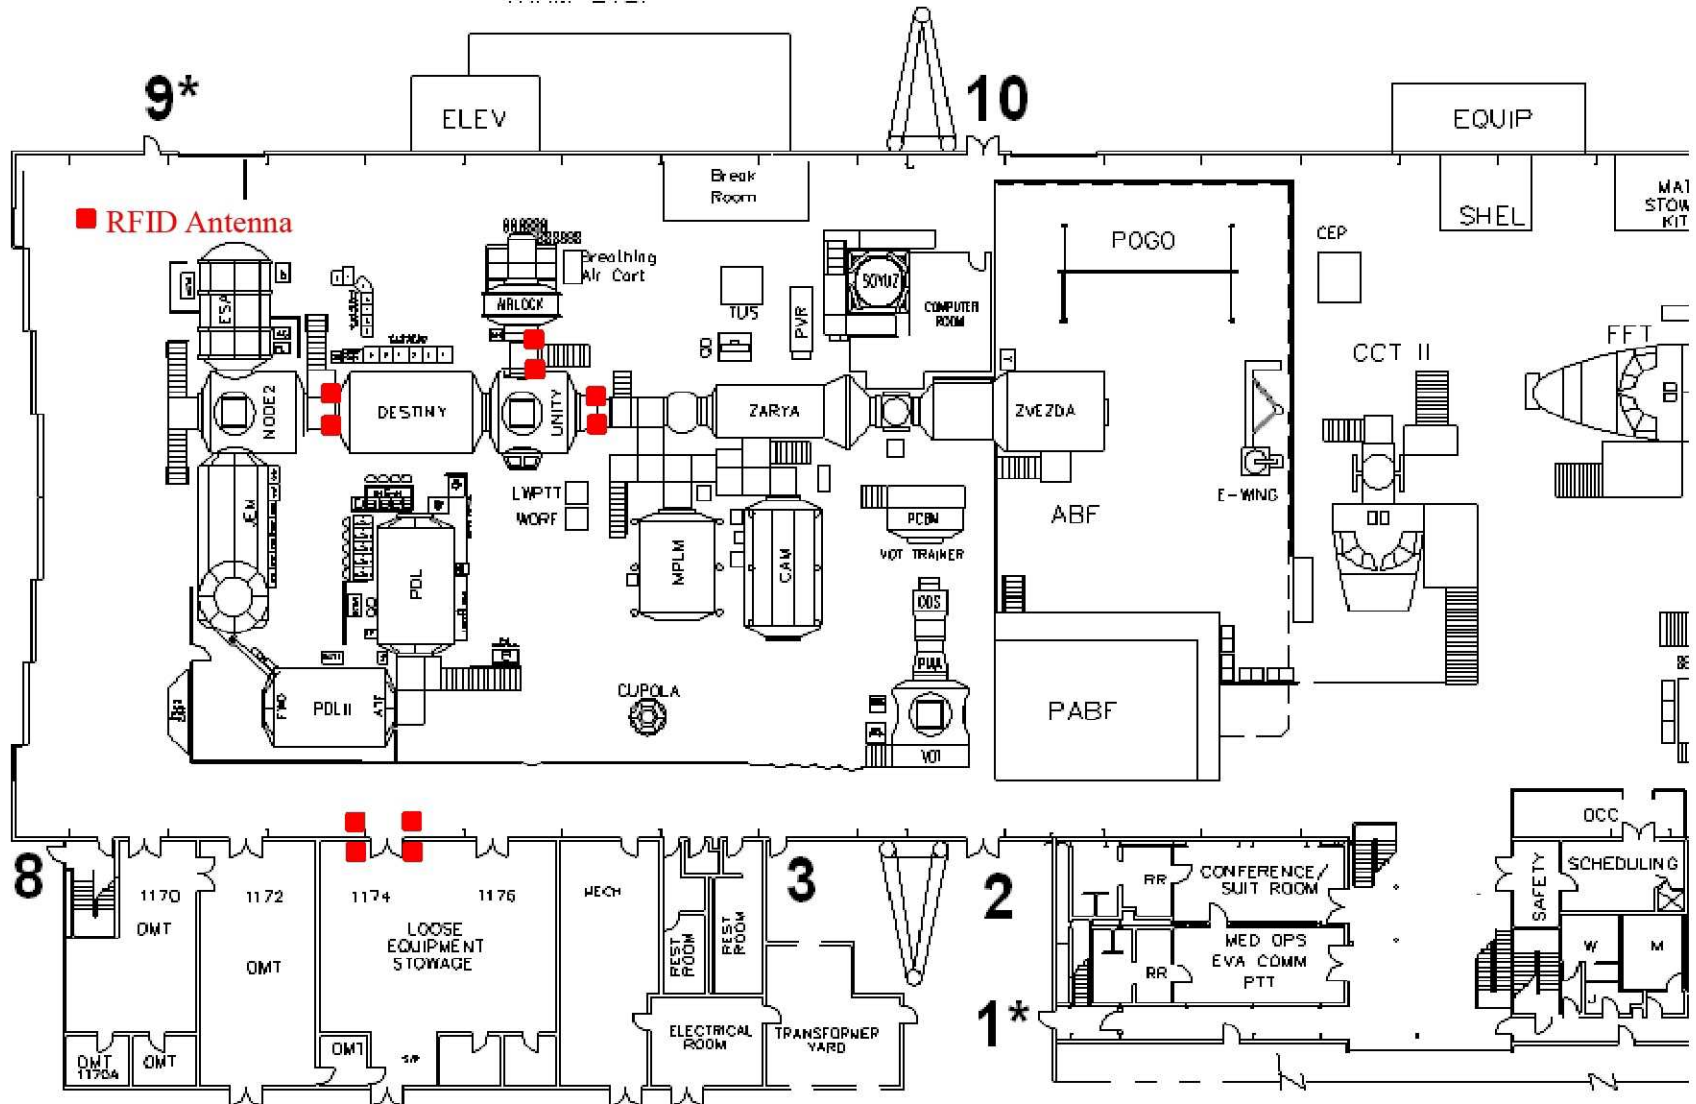 9*
10
ELEV
EQUIP
Break
Room
SHEL
RFID Antenna
POGO
CEP
Breathing
Air Cart
SOYUZ
ESA
AIRLOCK
TUS
PVR
COMPUTER
ROOM
CCT II
FFT
NODE2
DESTINY
UNITY
ZARYA
ZVEZDA
LWPTT
WORF
JEM
PDL
MPLM
CAM
PCBM
VOT TRAINER
ABF
E-WING
ODS
CUPOLA
FWD
PDL II
AFT
PMA
VOT
PABF
8
3
2
1*
OCC
SCHEDULING
SAFETY
1170
OMT
1172
OMT
1174
1176
LOOSE
EQUIPMENT
STOWAGE
MECH
REST
ROOM
REST
ROOM
RR
CONFERENCE/
SUIT ROOM
RR
MED OPS
EVA COMM
PTT
W
M
J
OMT
1170A
OMT
OMT
ELECTRICAL
ROOM
TRANSFORMER
YARD